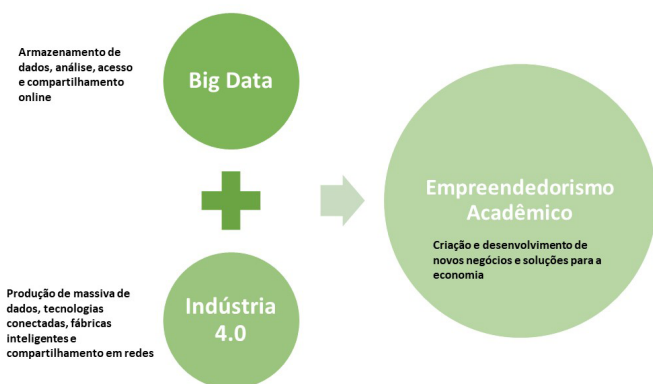 Armazenamento de
dados, análise, acesso
e compartilhamento
online
Big Data
Empreendedorismo
Acadêmico
Criação e desenvolvimento de
novos negócios e soluções para a
economia
Produção de massiva de
dados, tecnologias
conectadas, fábricas
inteligentes e
compartilhamento em redes
Indústria
4.0